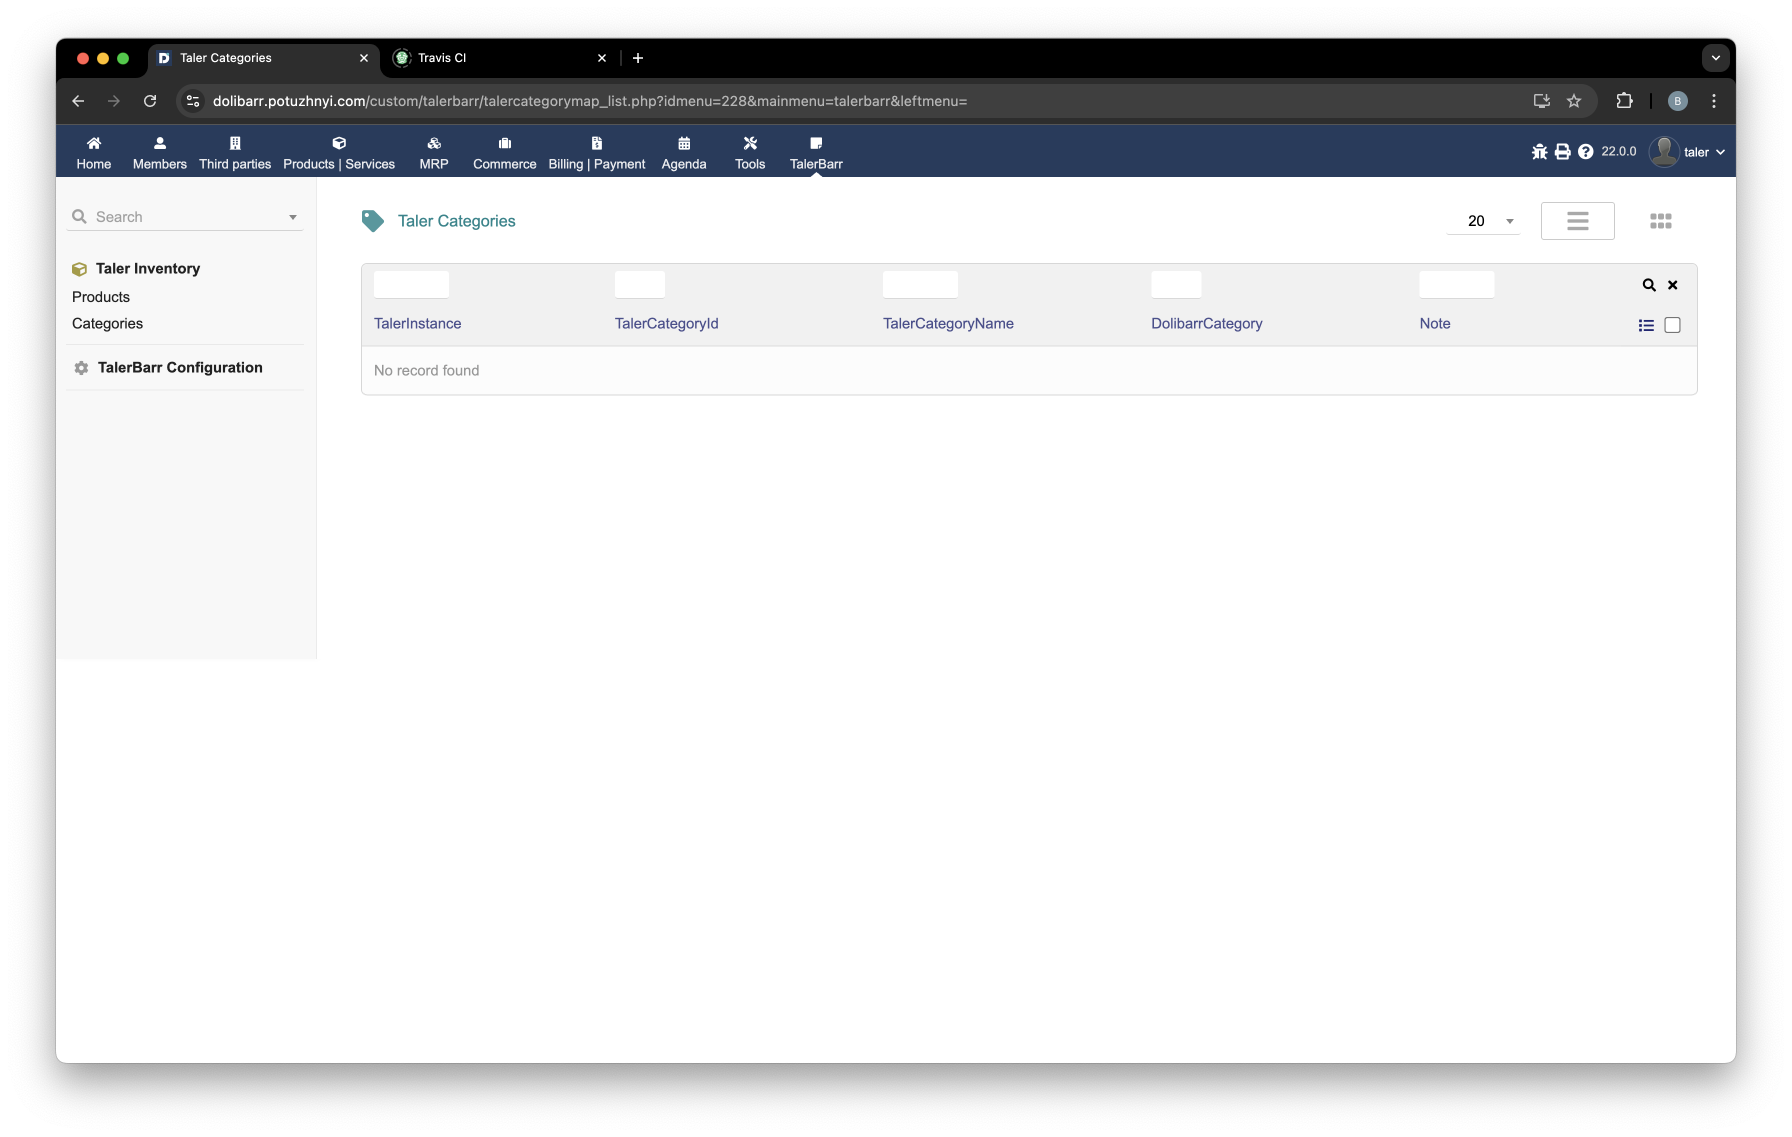 Taler Categories
Travis CI
dolibarr.potuzhnyi.com/custom/talerbarr/talercategorymap_list.php?idmenu=228&mainmenu=talerbarr&leftmenu=
B
Home Members Third parties Products | Services MRP Commerce Billing | Payment Agenda Tools TalerBarr
22.0.0 taler
Search
Taler Inventory
Products
Categories
TalerBarr Configuration
Taler Categories
20
TalerInstance TalerCategoryId TalerCategoryName DolibarrCategory Note
No record found